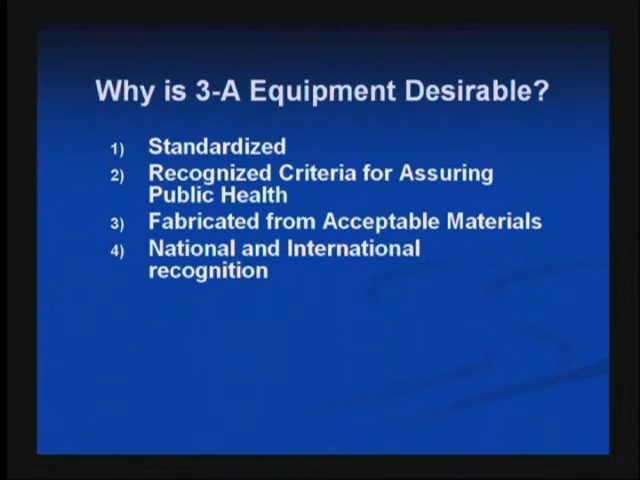 Why is 3-A Equipment Desirable?
1) Standardized
2) Recognized Criteria for Assuring
Public Health
3) Fabricated from Acceptable Materials
4) National and International
recognition